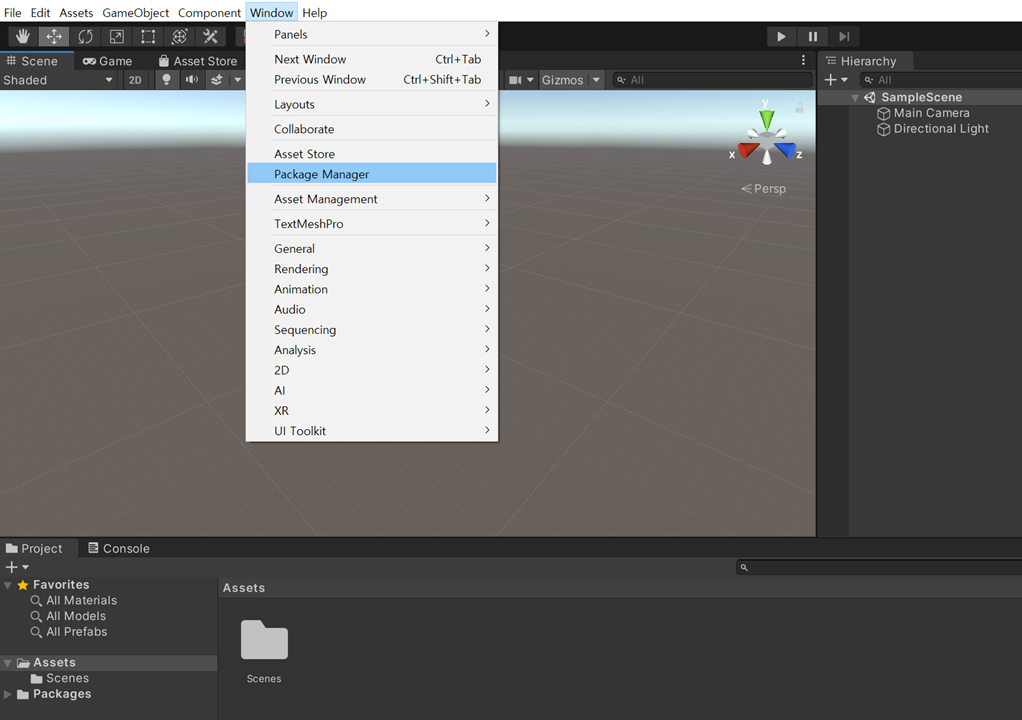 File Edit Assets GameObject Component Window Help
Scene Game Asset Store
Shaded 2D Gizmos All
Panels
Next Window Ctrl+Tab
Previous Window Ctrl+Shift+Tab
Layouts
Collaborate
Asset Store
Package Manager
Asset Management
TextMeshPro
General
Rendering
Animation
Audio
Sequencing
Analysis
2D
AI
XR
UI Toolkit
y
x z
Persp
Hierarchy
All
SampleScene
Main Camera
Directional Light
Project Console
Favorites
All Materials
All Models
All Prefabs
Assets
Scenes
Packages
Assets
Scenes